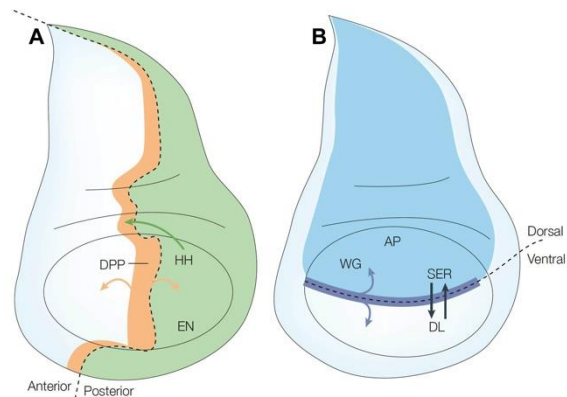 A
DPP
HH
EN
Anterior
Posterior
B
AP
WG
SER
DL
Dorsal
Ventral